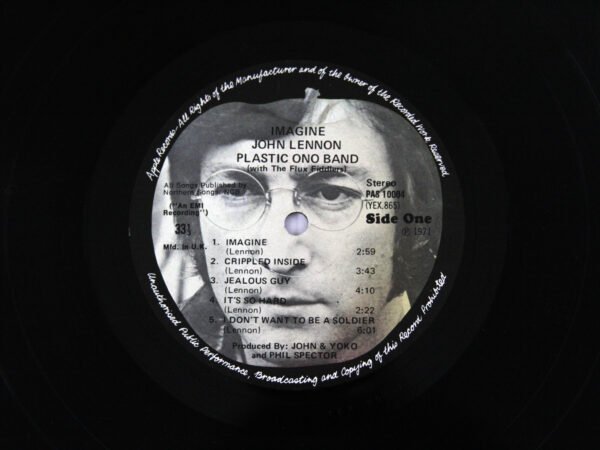 Apple Records-All Rights of the Manufacturer and of the Owner of the Recorded Work Reserved
IMAGINE
JOHN LENNON
PLASTIC ONO BAND
(with The Flux Fiddlers)
All Songs Published by
Northern Songs, NCB
("An EMI
Recording")
33⅓
Mfd. in U.K.
Stereo
PAS 10004
(YEX.865)
Side One
℗ 1971
1. IMAGINE
(Lennon) 2:59
2. CRIPPLED INSIDE
(Lennon) 3:43
3. JEALOUS GUY
(Lennon) 4:10
4. IT'S SO HARD
(Lennon) 2:22
5. I DON'T WANT TO BE A SOLDIER
(Lennon) 6:01
Produced By: JOHN & YOKO
and PHIL SPECTOR
Unauthorised Public Performance, Broadcasting and Copying of this Record Prohibited